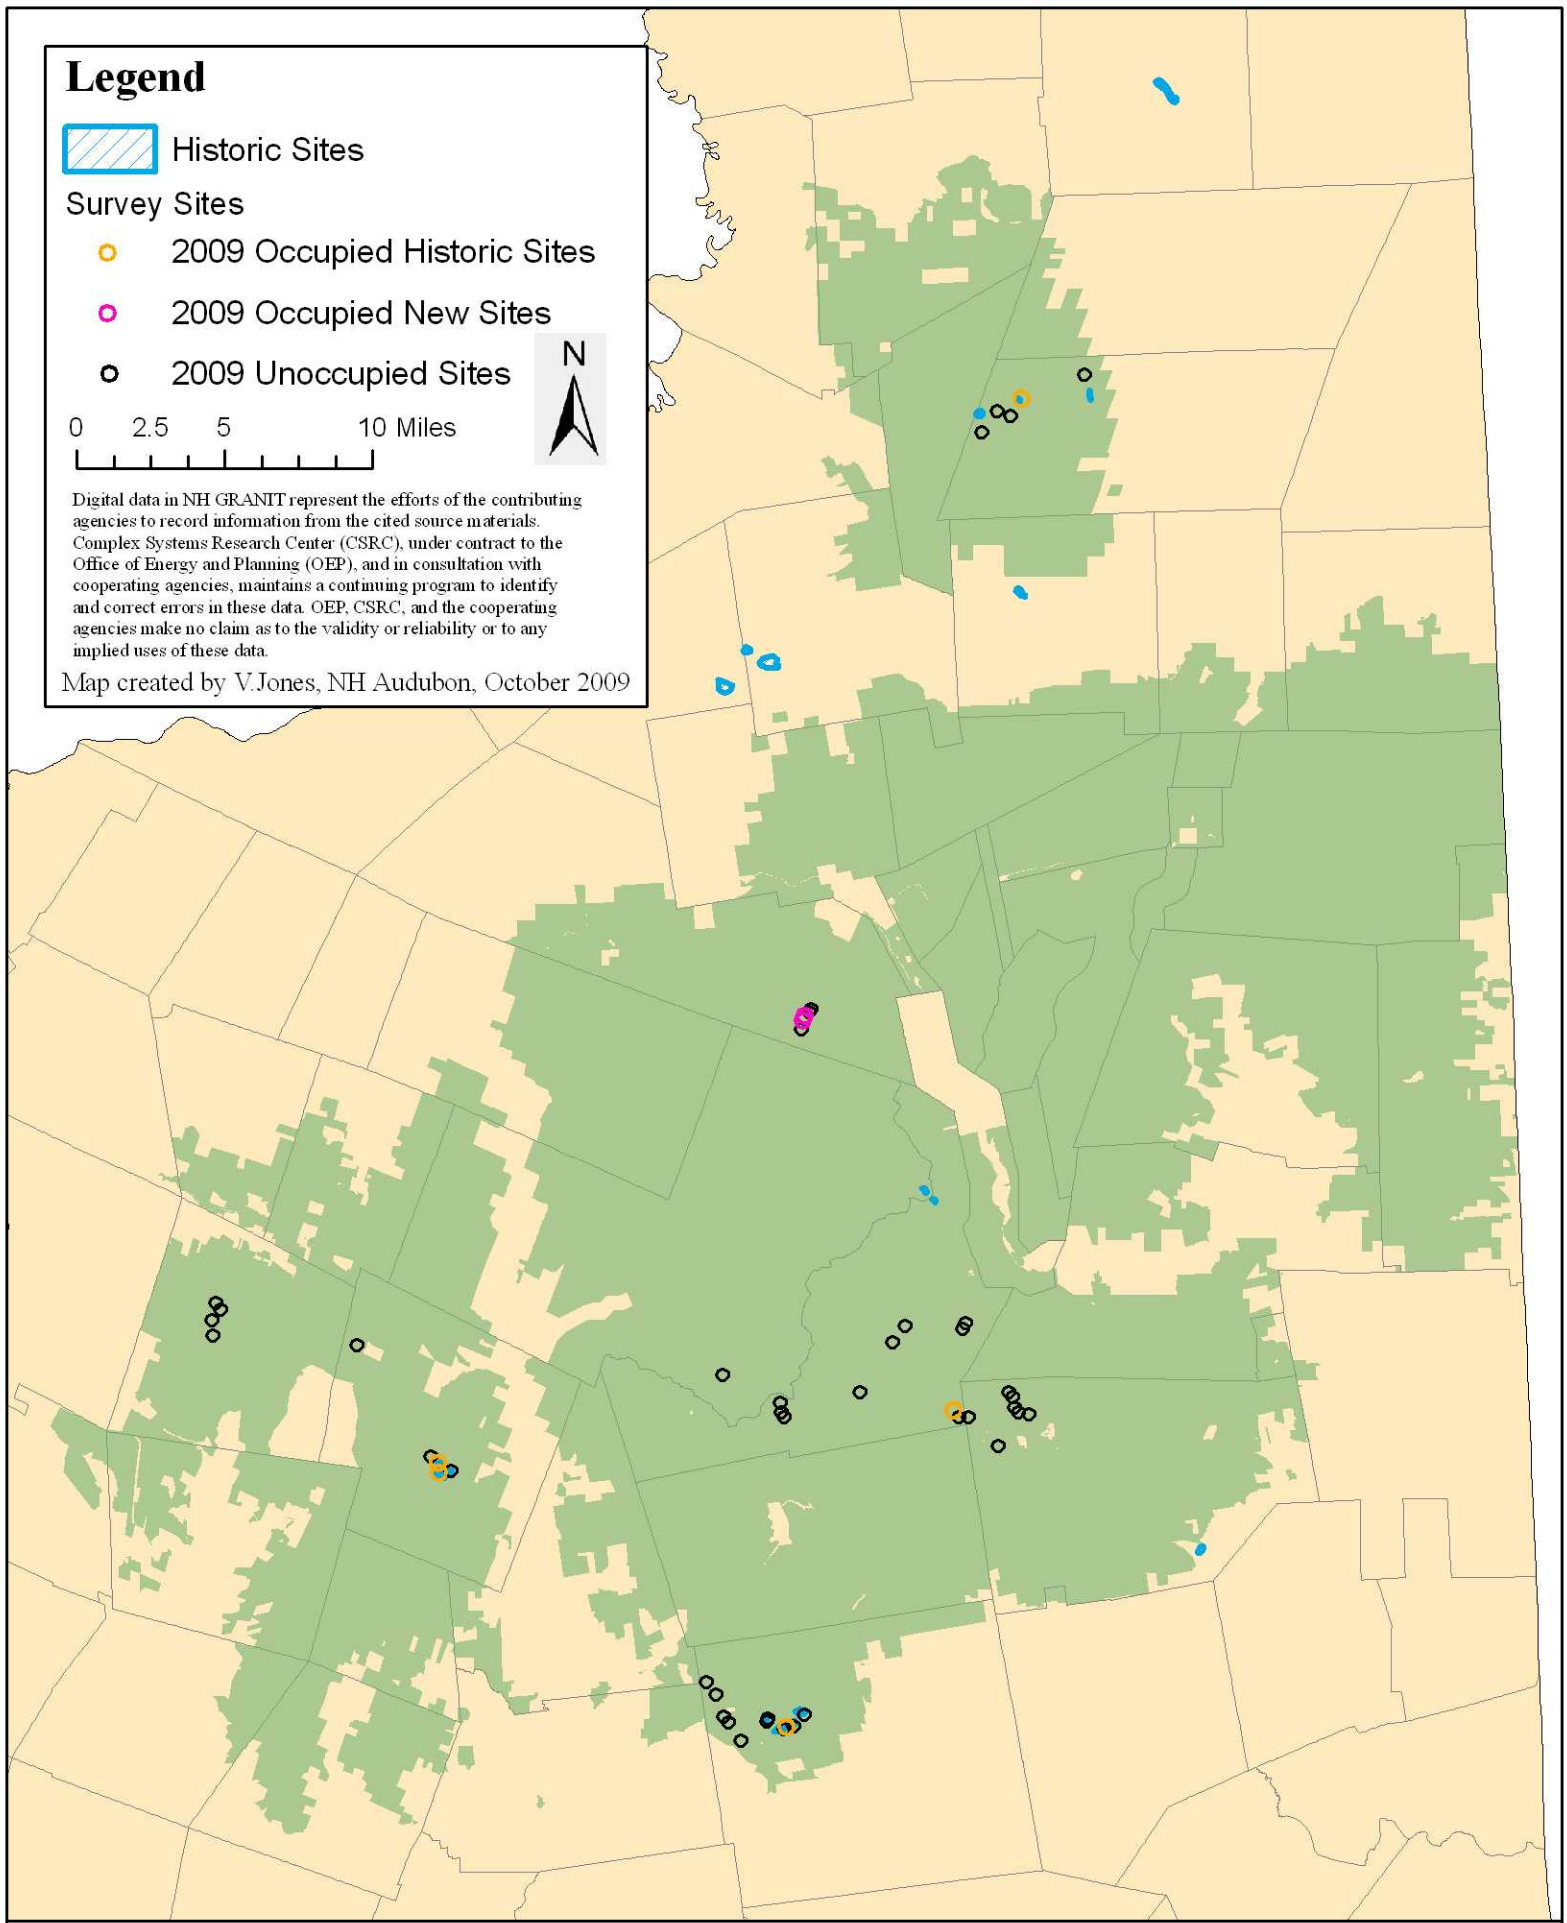 Legend
Historic Sites
Survey Sites
2009 Occupied Historic Sites
2009 Occupied New Sites
2009 Unoccupied Sites
N
0 2.5 5 10 Miles
Digital data in NH GRANIT represent the efforts of the contributing
agencies to record information from the cited source materials.
Complex Systems Research Center (CSRC), under contract to the
Office of Energy and Planning (OEP), and in consultation with
cooperating agencies, maintains a continuing program to identify
and correct errors in these data. OEP, CSRC, and the cooperating
agencies make no claim as to the validity or reliability or to any
implied uses of these data.
Map created by V.Jones, NH Audubon, October 2009